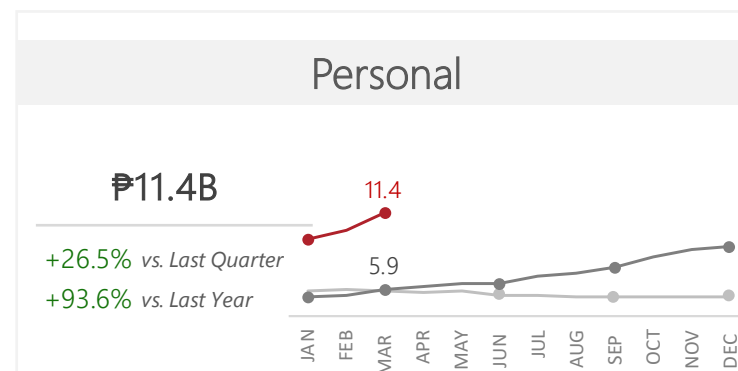 Personal
₱11.4B
+26.5% vs. Last Quarter
+93.6% vs. Last Year
11.4
5.9
JAN FEB MAR APR MAY JUN JUL AUG SEP OCT NOV DEC